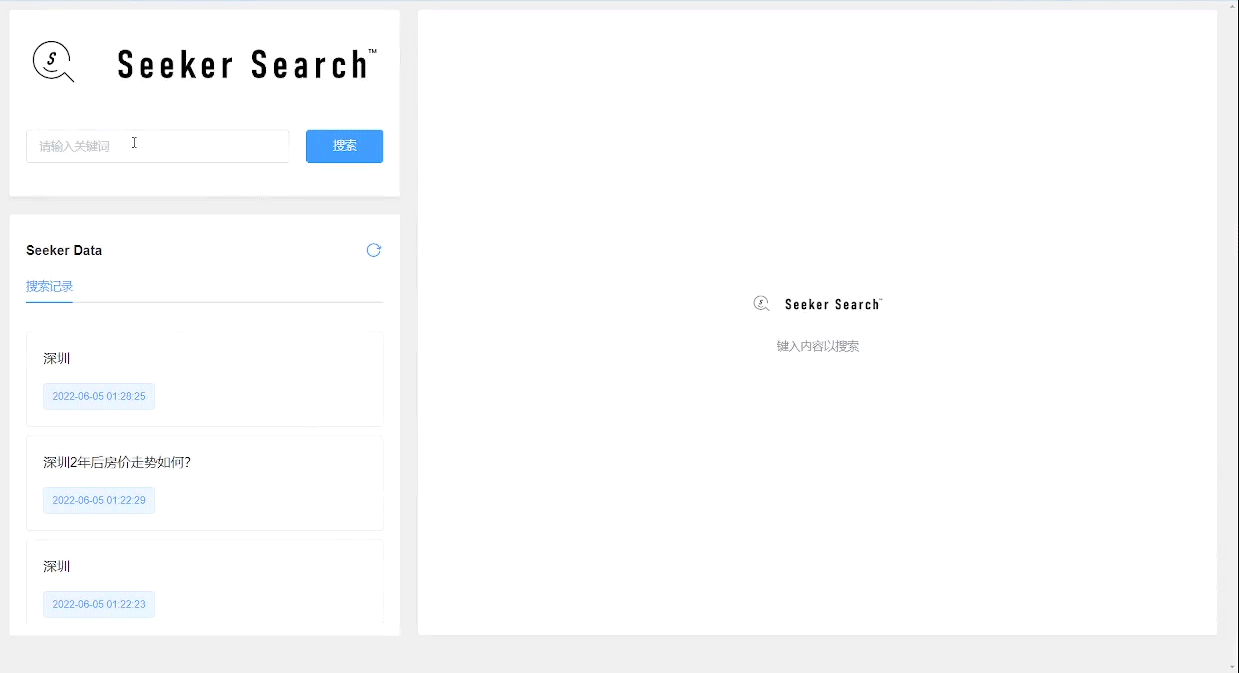 S
Seeker Search™
请输入关键词
搜索
Seeker Data
搜索记录
深圳
2022-06-05 01:28:25
深圳2年后房价走势如何?
2022-06-05 01:22:29
深圳
2022-06-05 01:22:23
S
Seeker Search™
键入内容以搜索